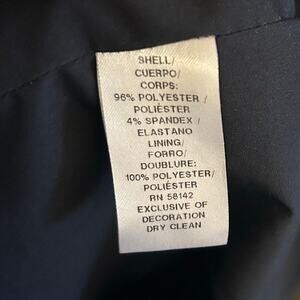 SHELL/
CUERPO/
CORPS:
96% POLYESTER /
POLIÉSTER
4% SPANDEX /
ELASTANO
LINING/
FORRO/
DOUBLURE:
100% POLYESTER/
POLIÉSTER
RN 58142
EXCLUSIVE OF
DECORATION
DRY CLEAN